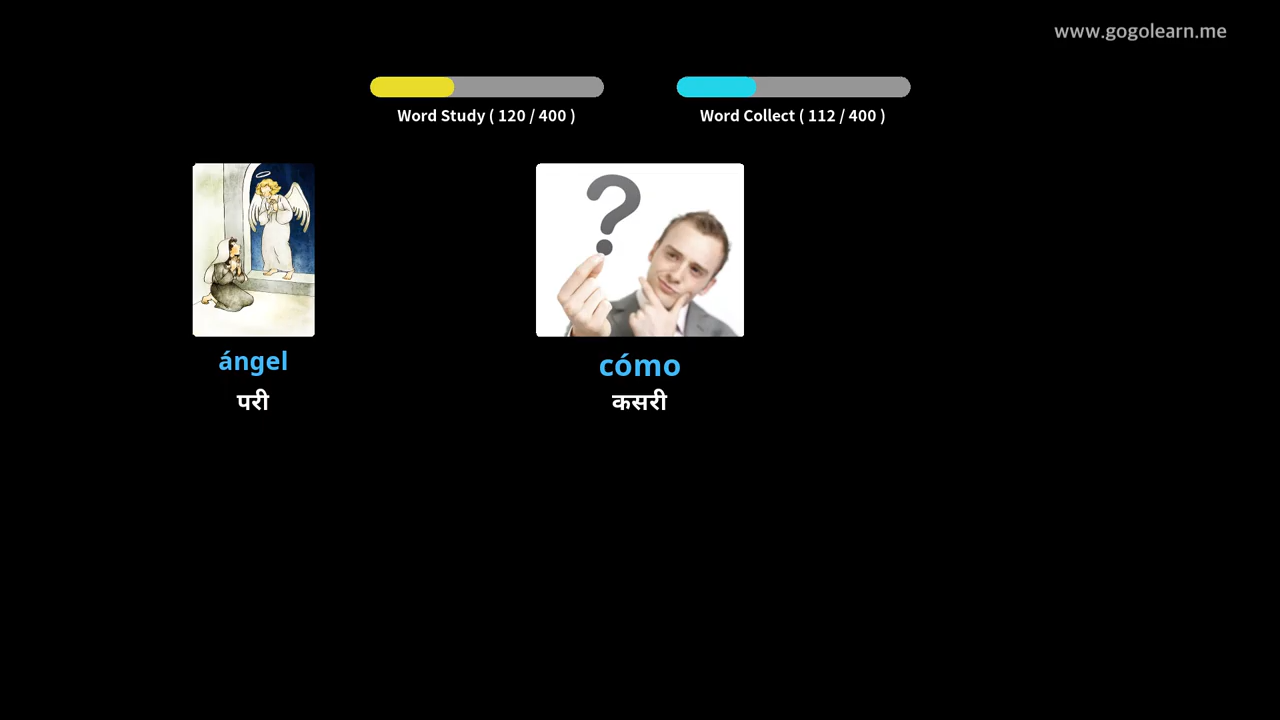 www.gogolearn.me
Word Study ( 120 / 400 )
Word Collect ( 112 / 400 )
ángel
परी
cómo
कसरी